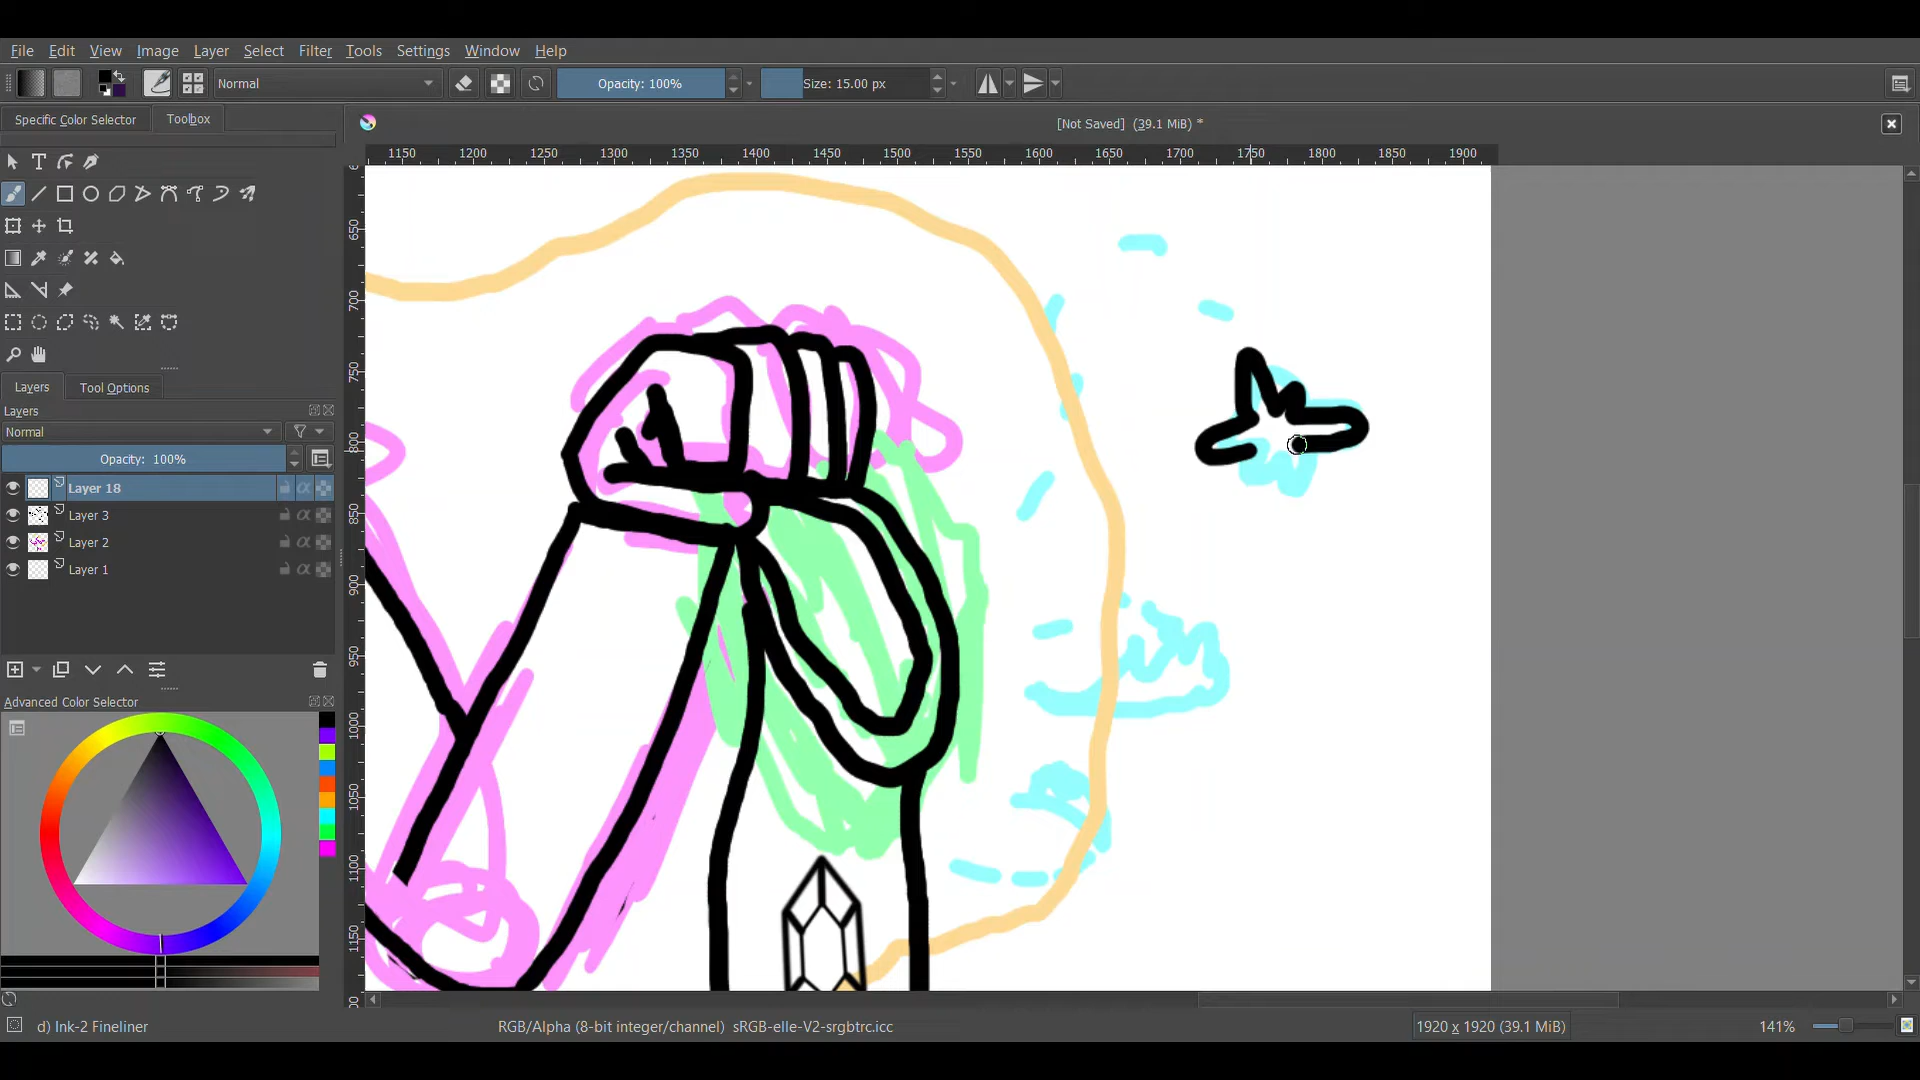 File Edit View Image Layer Select Filter Tools Settings Window Help
Normal Opacity: 100% Size: 15.00 px
Specific Color Selector Toolbox
[Not Saved] (39.1 MiB) *
1150 1200 1250 1300 1350 1400 1450 1500 1550 1600 1650 1700 1750 1800 1850 1900
650
700
750
800
850
900
950
1000
1050
1100
1150
Layers Tool Options
Layers
Normal
Opacity: 100%
Layer 18
Layer 3
Layer 2
Layer 1
Advanced Color Selector
d) Ink-2 Fineliner RGB/Alpha (8-bit integer/channel) sRGB-elle-V2-srgbtrc.icc 1920 x 1920 (39.1 MiB) 141%